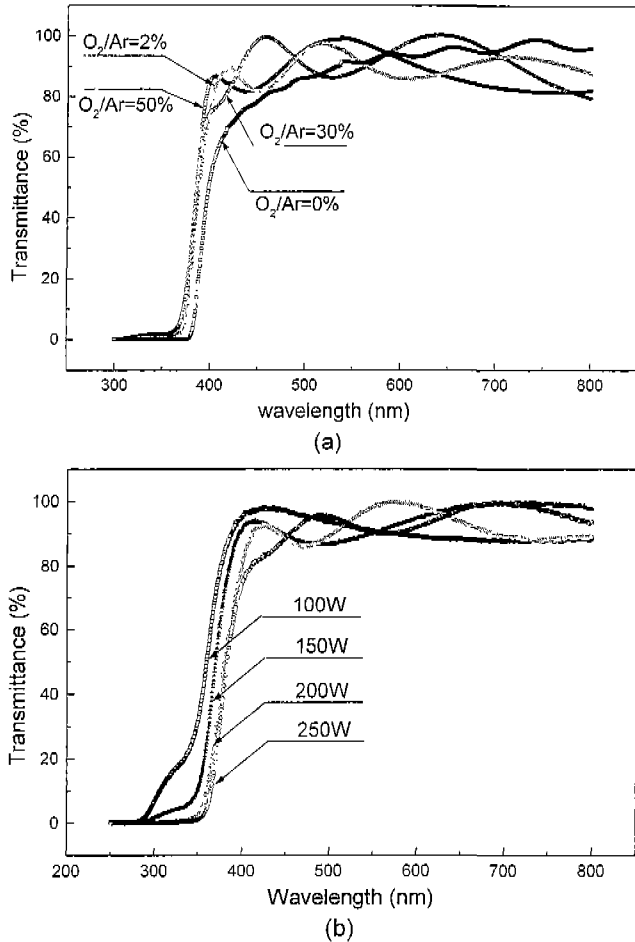 100
80
60
40
20
0
Transmittance (%)
O₂/Ar=2%
O₂/Ar=50%
O₂/Ar=30%
O₂/Ar=0%
300 400 500 600 700 800
wavelength (nm)
(a)
100
80
60
40
20
0
Transmittance (%)
100W
150W
200W
250W
200 300 400 500 600 700 800
Wavelength (nm)
(b)